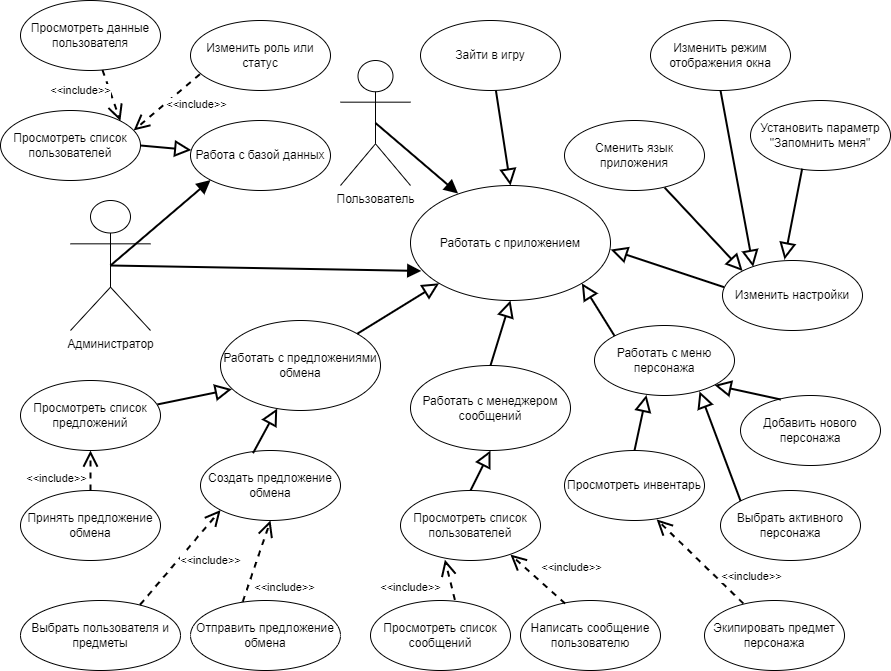 Просмотреть данные
пользователя
Изменить роль или
статус
Зайти в игру
Изменить режим
отображения окна
<<include>>
<<include>>
Просмотреть список
пользователей
Работа с базой данных
Пользователь
Сменить язык
приложения
Установить параметр
"Запомнить меня"
Работать с приложением
Администратор
Изменить настройки
Работать с предложениями
обмена
Работать с меню
персонажа
Просмотреть список
предложений
Работать с менеджером
сообщений
Добавить нового
персонажа
<<include>>
Создать предложение
обмена
Просмотреть инвентарь
Принять предложение
обмена
Просмотреть список
пользователей
Выбрать активного
персонажа
<<include>>
<<include>>
<<include>>
<<include>>
<<include>>
Выбрать пользователя и
предметы
Отправить предложение
обмена
Просмотреть список
сообщений
Написать сообщение
пользователю
Экипировать предмет
персонажа